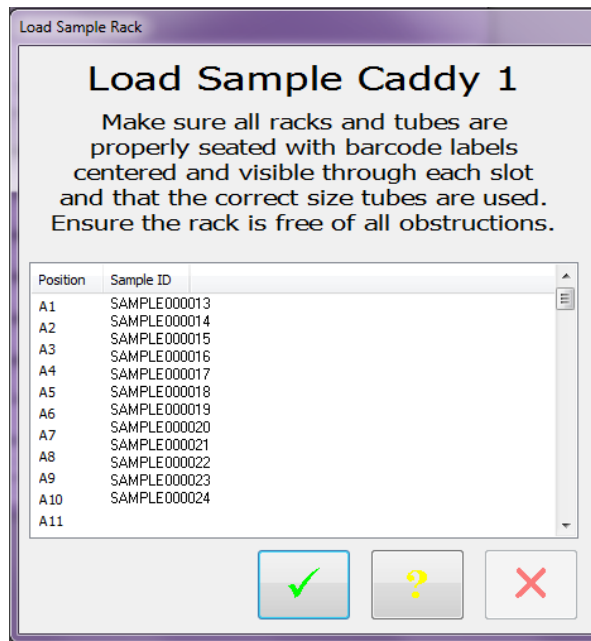 Load Sample Rack
Load Sample Caddy 1
Make sure all racks and tubes are
properly seated with barcode labels
centered and visible through each slot
and that the correct size tubes are used.
Ensure the rack is free of all obstructions.
Position Sample ID
A1
A2
A3
A4
A5
A6
A7
A8
A9
A10
A11
SAMPLE000013
SAMPLE000014
SAMPLE000015
SAMPLE000016
SAMPLE000017
SAMPLE000018
SAMPLE000019
SAMPLE000020
SAMPLE000021
SAMPLE000022
SAMPLE000023
SAMPLE000024
?